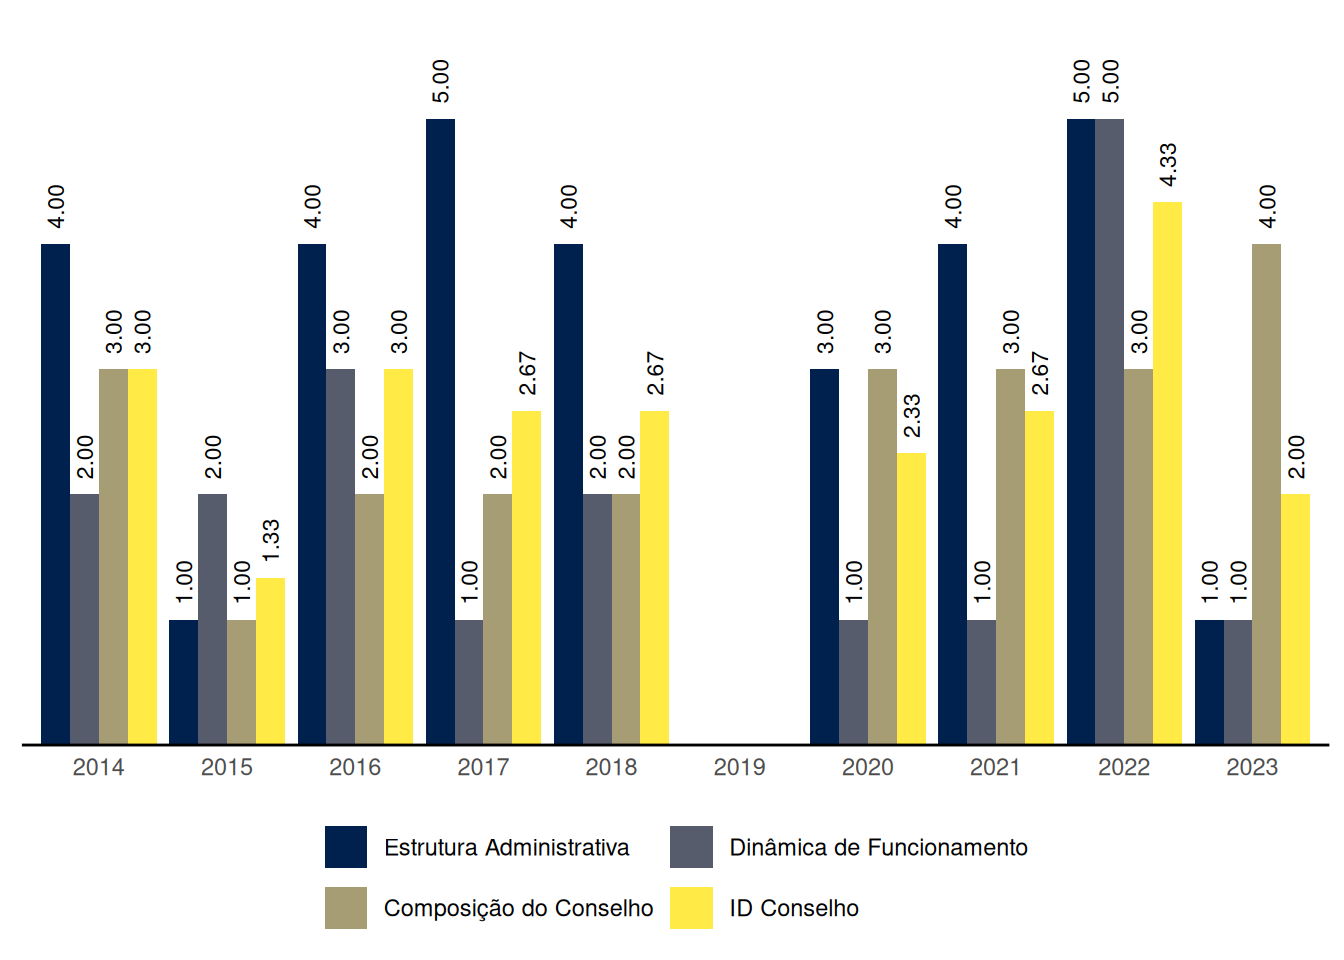 4.00 2.00 3.00 3.00
1.00 2.00 1.00 1.33
4.00 3.00 2.00 3.00
5.00 1.00 2.00 2.67
4.00 2.00 2.00 2.67
3.00 1.00 3.00 2.33
4.00 1.00 3.00 2.67
5.00 5.00 3.00 4.33
1.00 1.00 4.00 2.00
2014 2015 2016 2017 2018 2019 2020 2021 2022 2023
Estrutura Administrativa Dinâmica de Funcionamento
Composição do Conselho ID Conselho